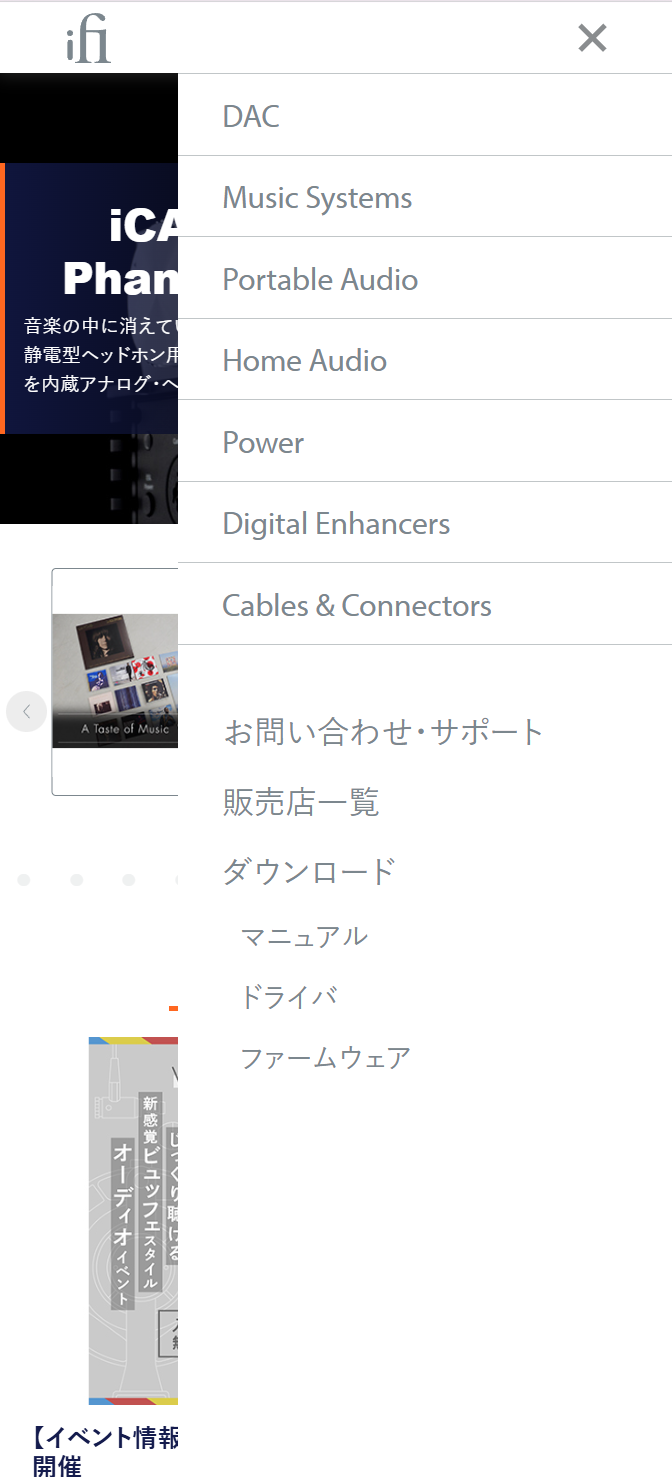 ifi
DAC
Music Systems
Portable Audio
Home Audio
Power
Digital Enhancers
Cables & Connectors
お問い合わせ・サポート
販売店一覧
ダウンロード
マニュアル
ドライバ
ファームウェア
iCA
Phan
音楽の中に消えてい
静電型ヘッドホン用
を内蔵アナログ・ヘ
A Taste of Music
じっくり聴ける
新感覚ビュッフェスタイル
オーディオイベント
【イベント情報
開催